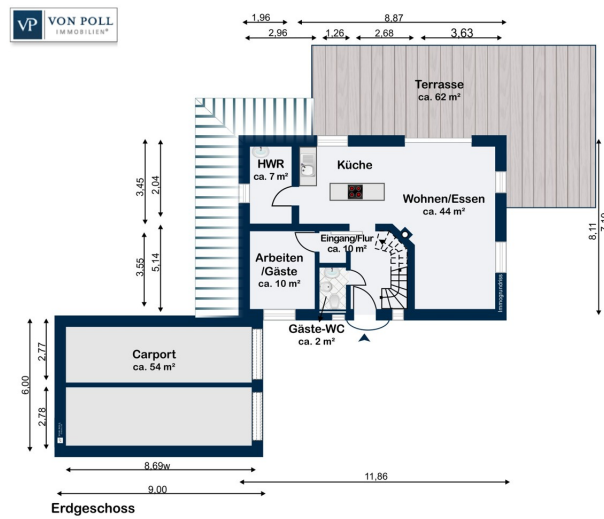 VP VON POLL
IMMOBILIEN®
1,96
8,87
2,96
1,26
2,68
3,63
Terrasse
ca. 62 m²
HWR
ca. 7 m²
Küche
Wohnen/Essen
ca. 44 m²
3,45
2,04
8,11
Eingang/Flur
ca. 10 m²
Arbeiten
/Gäste
ca. 10 m²
3,55
5,14
Immogrundriss
Gäste-WC
ca. 2 m²
Carport
ca. 54 m²
6,00
2,77
2,78
8.69w
9,00
11,86
Erdgeschoss